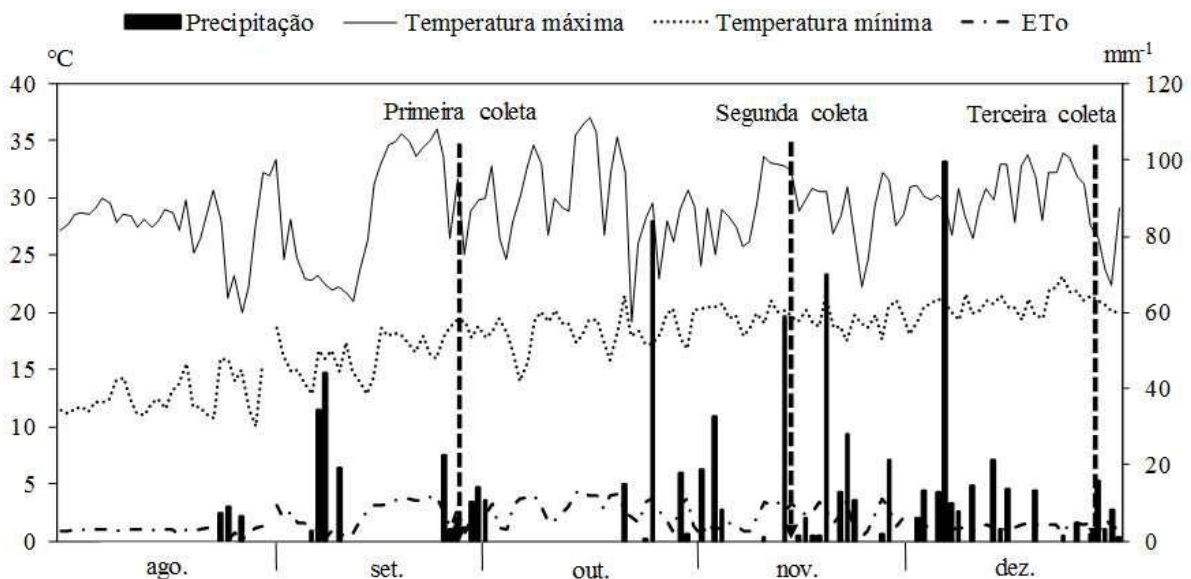 Precipitação Temperatura máxima Temperatura mínima ETo
°C mm-1
40 120
Primeira coleta Segunda coleta Terceira coleta
35 100
30
25 80
20 60
15
10 40
5 20
0 0
ago. set. out. nov. dez.